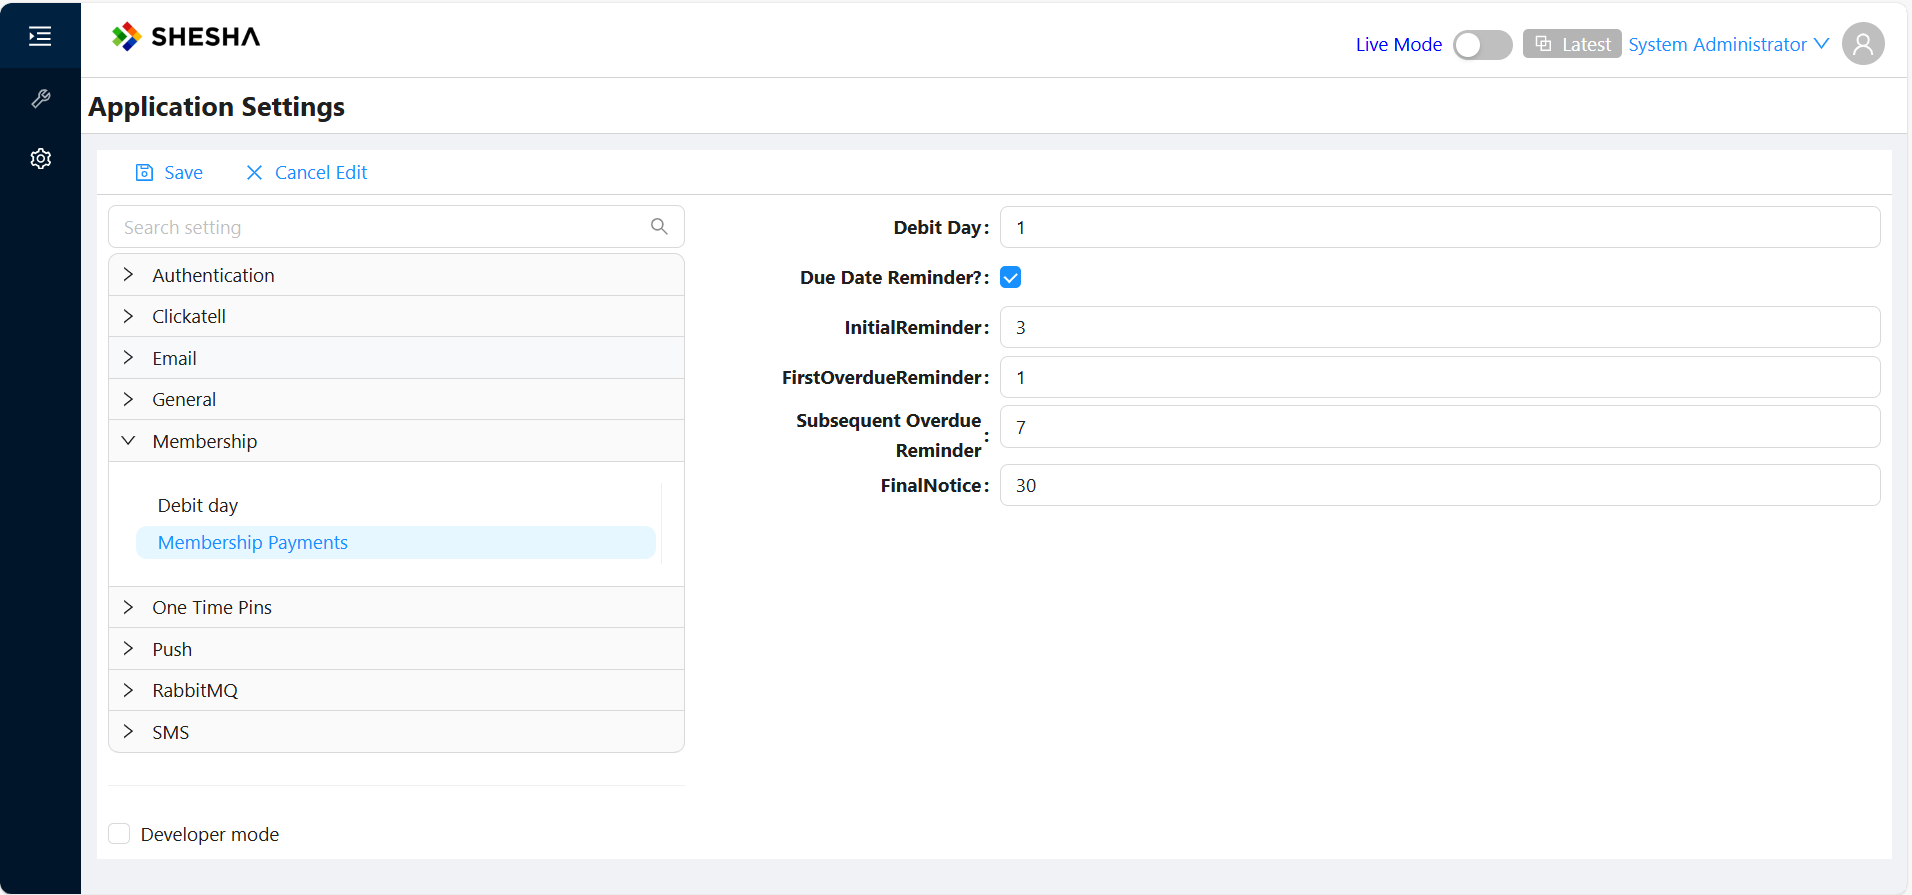 SHESHA
Live Mode
Latest
System Administrator
Application Settings
Save
Cancel Edit
Search setting
Authentication
Clickatell
Email
General
Membership
Debit day
Membership Payments
One Time Pins
Push
RabbitMQ
SMS
Developer mode
Debit Day: 1
Due Date Reminder?:
InitialReminder: 3
FirstOverdueReminder: 1
Subsequent Overdue
Reminder : 7
FinalNotice: 30